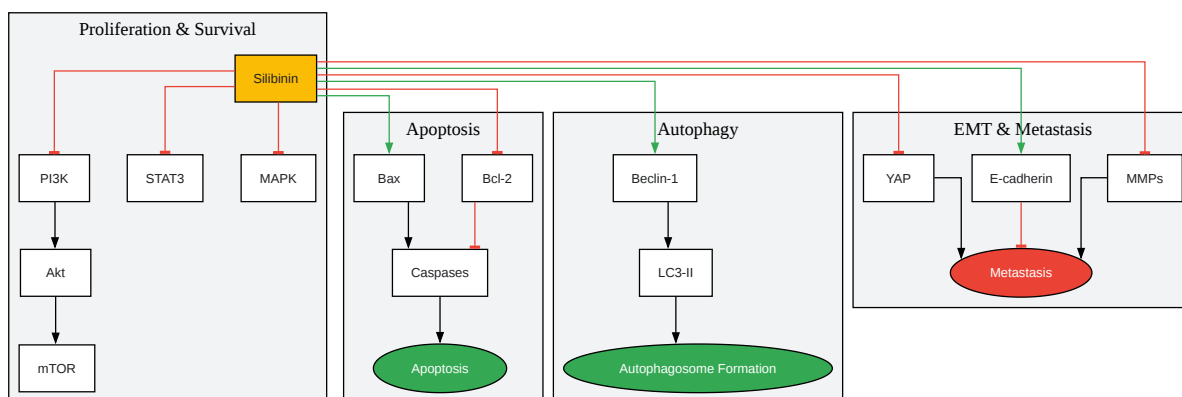 Proliferation & Survival
Silibinin
PI3K
STAT3
MAPK
Akt
mTOR
Apoptosis
Bax
Bcl-2
Caspases
Apoptosis
Autophagy
Beclin-1
LC3-II
Autophagosome Formation
EMT & Metastasis
YAP
E-cadherin
MMPs
Metastasis